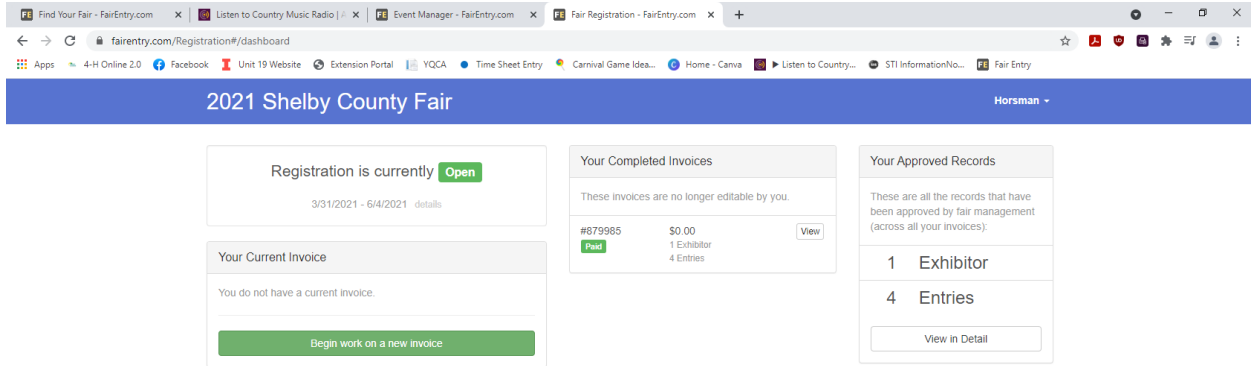 Find Your Fair - FairEntry.com
Listen to Country Music Radio | A
Event Manager - FairEntry.com
Fair Registration - FairEntry.com
fairentry.com/Registration#/dashboard
Apps 4-H Online 2.0 Facebook Unit 19 Website Extension Portal YQCA Time Sheet Entry Carnival Game Idea... Home - Canva ▶ Listen to Country... STI InformationNo... FE Fair Entry
2021 Shelby County Fair
Horsman
Registration is currently Open
3/31/2021 - 6/4/2021 details
Your Current Invoice
You do not have a current invoice.
Begin work on a new invoice
Your Completed Invoices
These invoices are no longer editable by you.
#879985 $0.00 View
Paid 1 Exhibitor
4 Entries
Your Approved Records
These are all the records that have
been approved by fair management
(across all your invoices):
1 Exhibitor
4 Entries
View in Detail